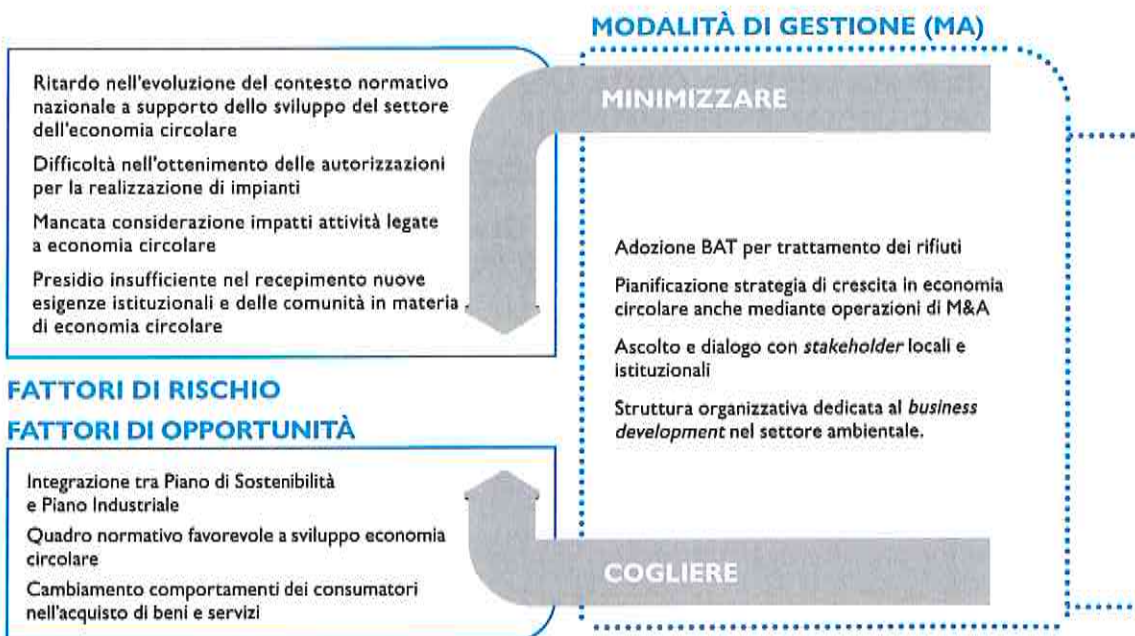 MODALITÀ DI GESTIONE (MA)
Ritardo nell'evoluzione del contesto normativo
nazionale a supporto dello sviluppo del settore
dell'economia circolare
Difficoltà nell'ottenimento delle autorizzazioni
per la realizzazione di impianti
Mancata considerazione impatti attività legate
a economia circolare
Presidio insufficiente nel recepimento nuove
esigenze istituzionali e delle comunità in materia
di economia circolare
FATTORI DI RISCHIO
FATTORI DI OPPORTUNITÀ
Integrazione tra Piano di Sostenibilità
e Piano Industriale
Quadro normativo favorevole a sviluppo economia
circolare
Cambiamento comportamenti dei consumatori
nell'acquisto di beni e servizi
MINIMIZZARE
Adozione BAT per trattamento dei rifiuti
Pianificazione strategia di crescita in economia
circolare anche mediante operazioni di M&A
Ascolto e dialogo con stakeholder locali e
istituzionali
Struttura organizzativa dedicata al business
development nel settore ambientale.
COGLIERE